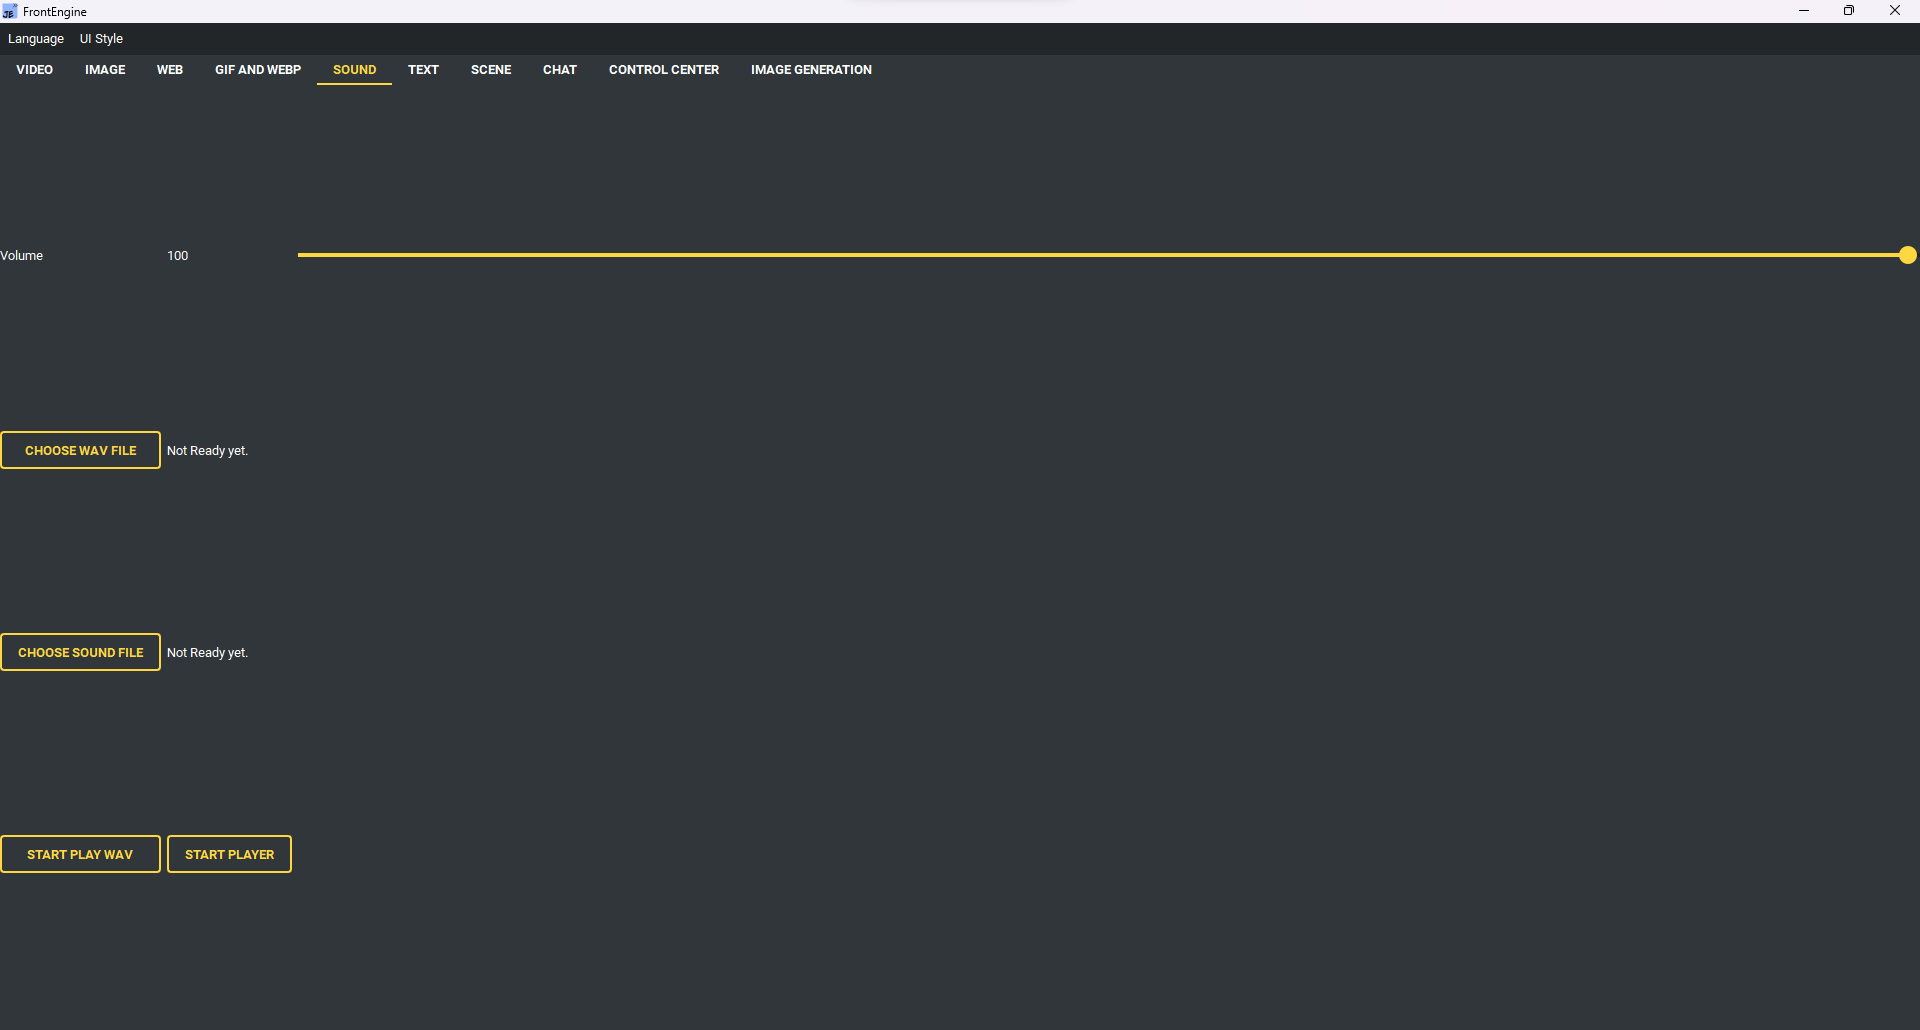 FrontEngine
Language UI Style
VIDEO IMAGE WEB GIF AND WEBP SOUND TEXT SCENE CHAT CONTROL CENTER IMAGE GENERATION
Volume 100
CHOOSE WAV FILE Not Ready yet.
CHOOSE SOUND FILE Not Ready yet.
START PLAY WAV START PLAYER